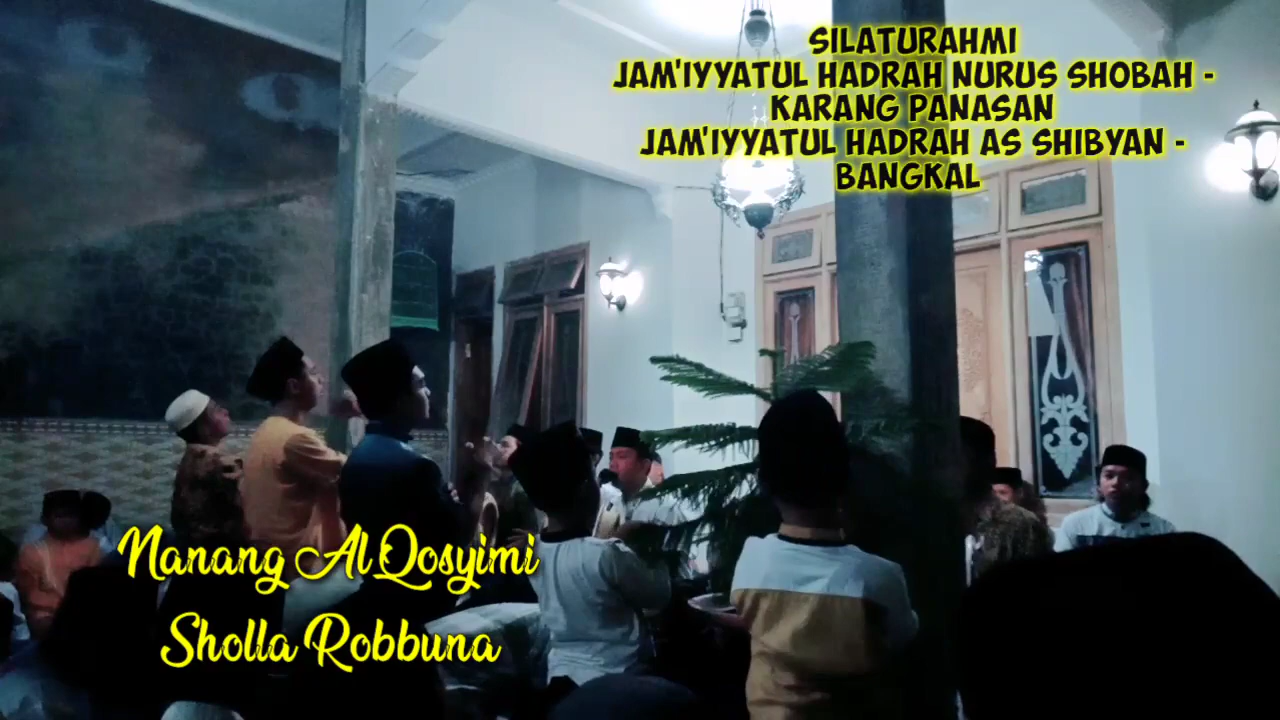 SILATURAHMI
JAM'IYYATUL HADRAH NURUS SHOBAH -
KARANG PANASAN
JAM'IYYATUL HADRAH AS SHIBYAN -
BANGKAL
Nanang Al Qosyimi
Sholla Robbuna